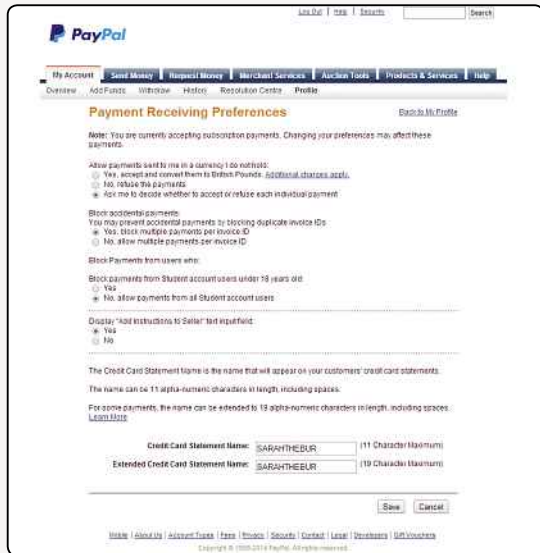 Log Out | Help | Security Search
PayPal
My Account Send Money Request Money Merchant Services Auction Tools Products & Services Help
Overview Add Funds Withdraw History Resolution Centre Profile
Payment Receiving Preferences Back to My Profile
Note: You are currently accepting subscription payments. Changing your preferences may affect these
payments.
Allow payments sent to me in a currency I do not hold:
Yes, accept and convert them to British Pounds. Additional charges apply.
No, refuse the payments
Ask me to decide whether to accept or refuse each individual payment
Block accidental payments:
You may prevent accidental payments by blocking duplicate invoice IDs
Yes, block multiple payments per invoice ID
No, allow multiple payments per invoice ID
Block Payments from users who:
Block payments from Student account users under 18 years old:
Yes
No, allow payments from all Student account users
Display "Add Instructions to Seller" text input field:
Yes
No
The Credit Card Statement Name is the name that will appear on your customers' credit card statements.
The name can be 11 alpha-numeric characters in length, including spaces.
For some payments, the name can be extended to 19 alpha-numeric characters in length, including spaces.
Learn More
Credit Card Statement Name: SARAHTHEBUR (11 Character Maximum)
Extended Credit Card Statement Name: SARAHTHEBUR (19 Character Maximum)
Save Cancel
Mobile | About Us | Account Types | Fees | Privacy | Security | Contact | Legal | Developers | Gift Vouchers
Copyright © 1999-2014 PayPal. All rights reserved.